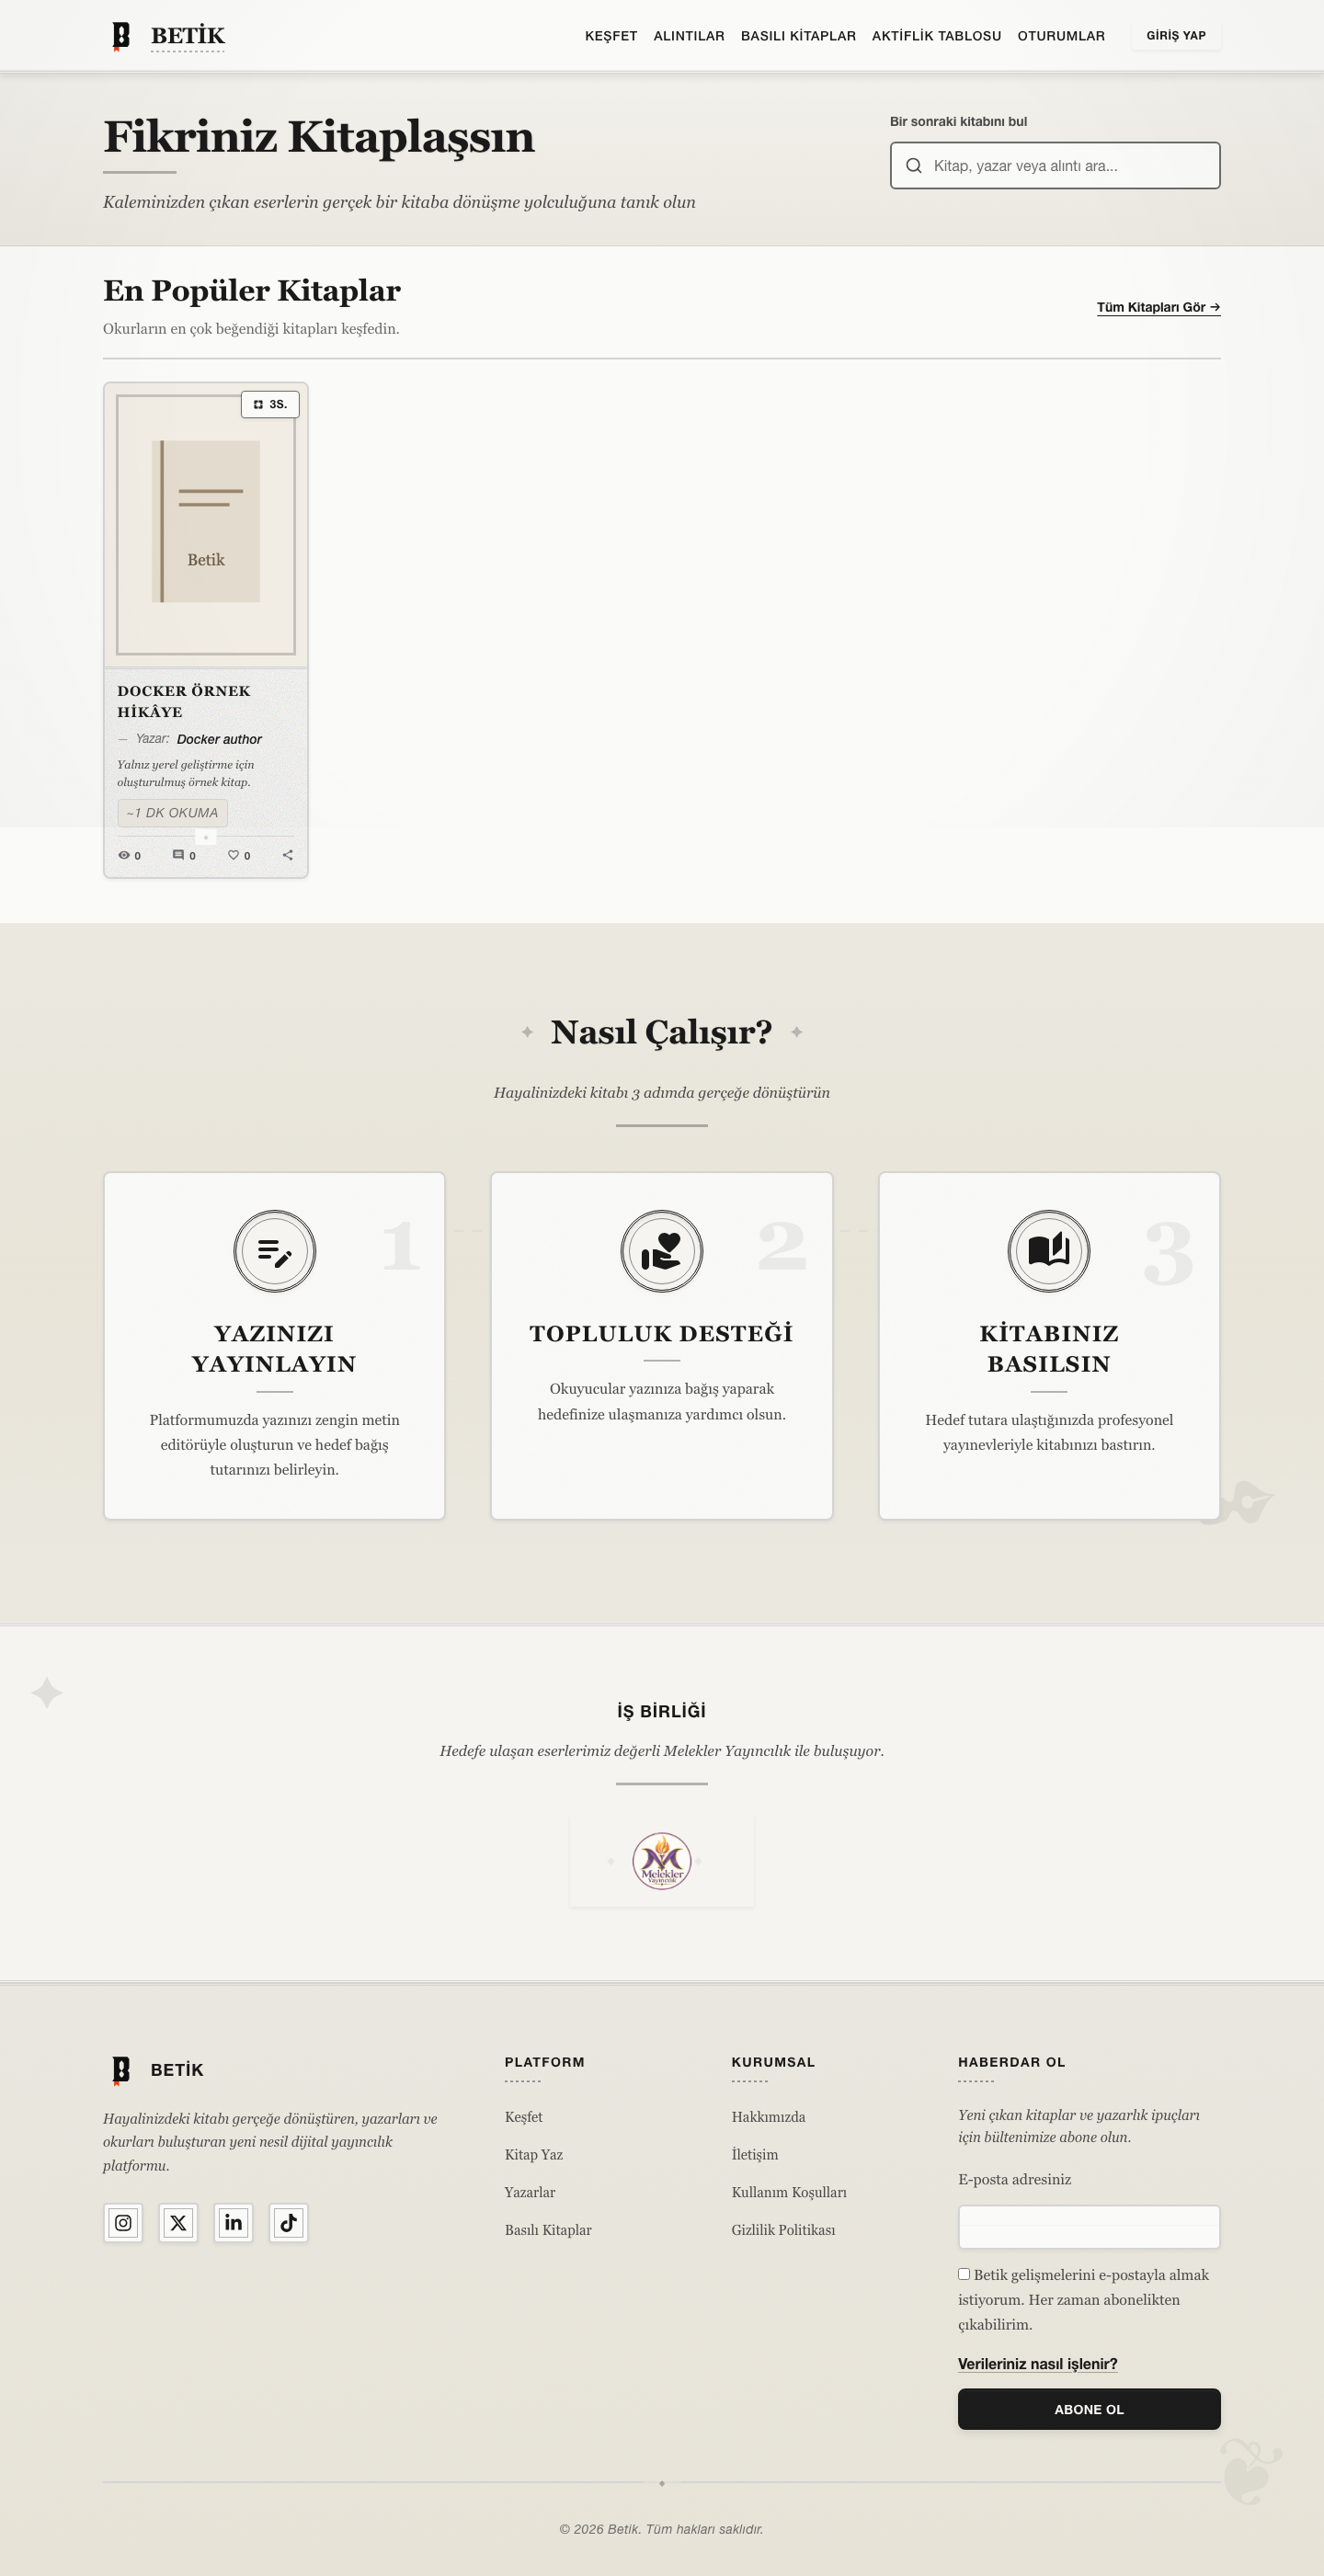 BETİK
KEŞFET ALINTILAR BASILI KİTAPLAR AKTİFLİK TABLOSU OTURUMLAR GİRİŞ YAP
Fikriniz Kitaplaşsın
Kaleminizden çıkan eserlerin gerçek bir kitaba dönüşme yolculuğuna tanık olun
Bir sonraki kitabını bul
Kitap, yazar veya alıntı ara...
En Popüler Kitaplar
Okurların en çok beğendiği kitapları keşfedin.
Tüm Kitapları Gör →
3S.
Betik
DOCKER ÖRNEK
HİKÂYE
— Yazar: Docker author
Yalnız yerel geliştirme için
oluşturulmuş örnek kitap.
~1 DK OKUMA
0 0 0
Nasıl Çalışır?
Hayalinizdeki kitabı 3 adımda gerçeğe dönüştürün
1
YAZINIZI
YAYINLAYIN
Platformumuzda yazınızı zengin metin
editörüyle oluşturun ve hedef bağış
tutarınızı belirleyin.
2
TOPLULUK DESTEĞİ
Okuyucular yazınıza bağış yaparak
hedefinize ulaşmanıza yardımcı olsun.
3
KİTABINIZ
BASILSIN
Hedef tutara ulaştığınızda profesyonel
yayınevleriyle kitabınızı bastırın.
İŞ BİRLİĞİ
Hedefe ulaşan eserlerimiz değerli Melekler Yayıncılık ile buluşuyor.
Melekler
Yayıncılık
BETİK
Hayalinizdeki kitabı gerçeğe dönüştüren, yazarları ve
okurları buluşturan yeni nesil dijital yayıncılık
platformu.
PLATFORM
Keşfet
Kitap Yaz
Yazarlar
Basılı Kitaplar
KURUMSAL
Hakkımızda
İletişim
Kullanım Koşulları
Gizlilik Politikası
HABERDAR OL
Yeni çıkan kitaplar ve yazarlık ipuçları
için bültenimize abone olun.
E-posta adresiniz
Betik gelişmelerini e-postayla almak
istiyorum. Her zaman abonelikten
çıkabilirim.
Verileriniz nasıl işlenir?
ABONE OL
© 2026 Betik. Tüm hakları saklıdır.